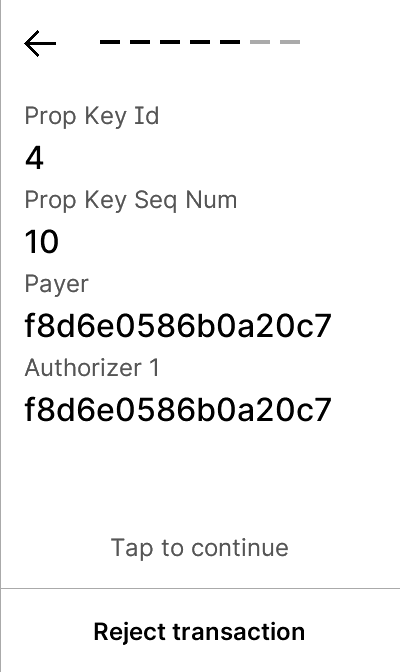 Prop Key Id
4
Prop Key Seq Num
10
Payer
f8d6e0586b0a20c7
Authorizer 1
f8d6e0586b0a20c7
Tap to continue
Reject transaction